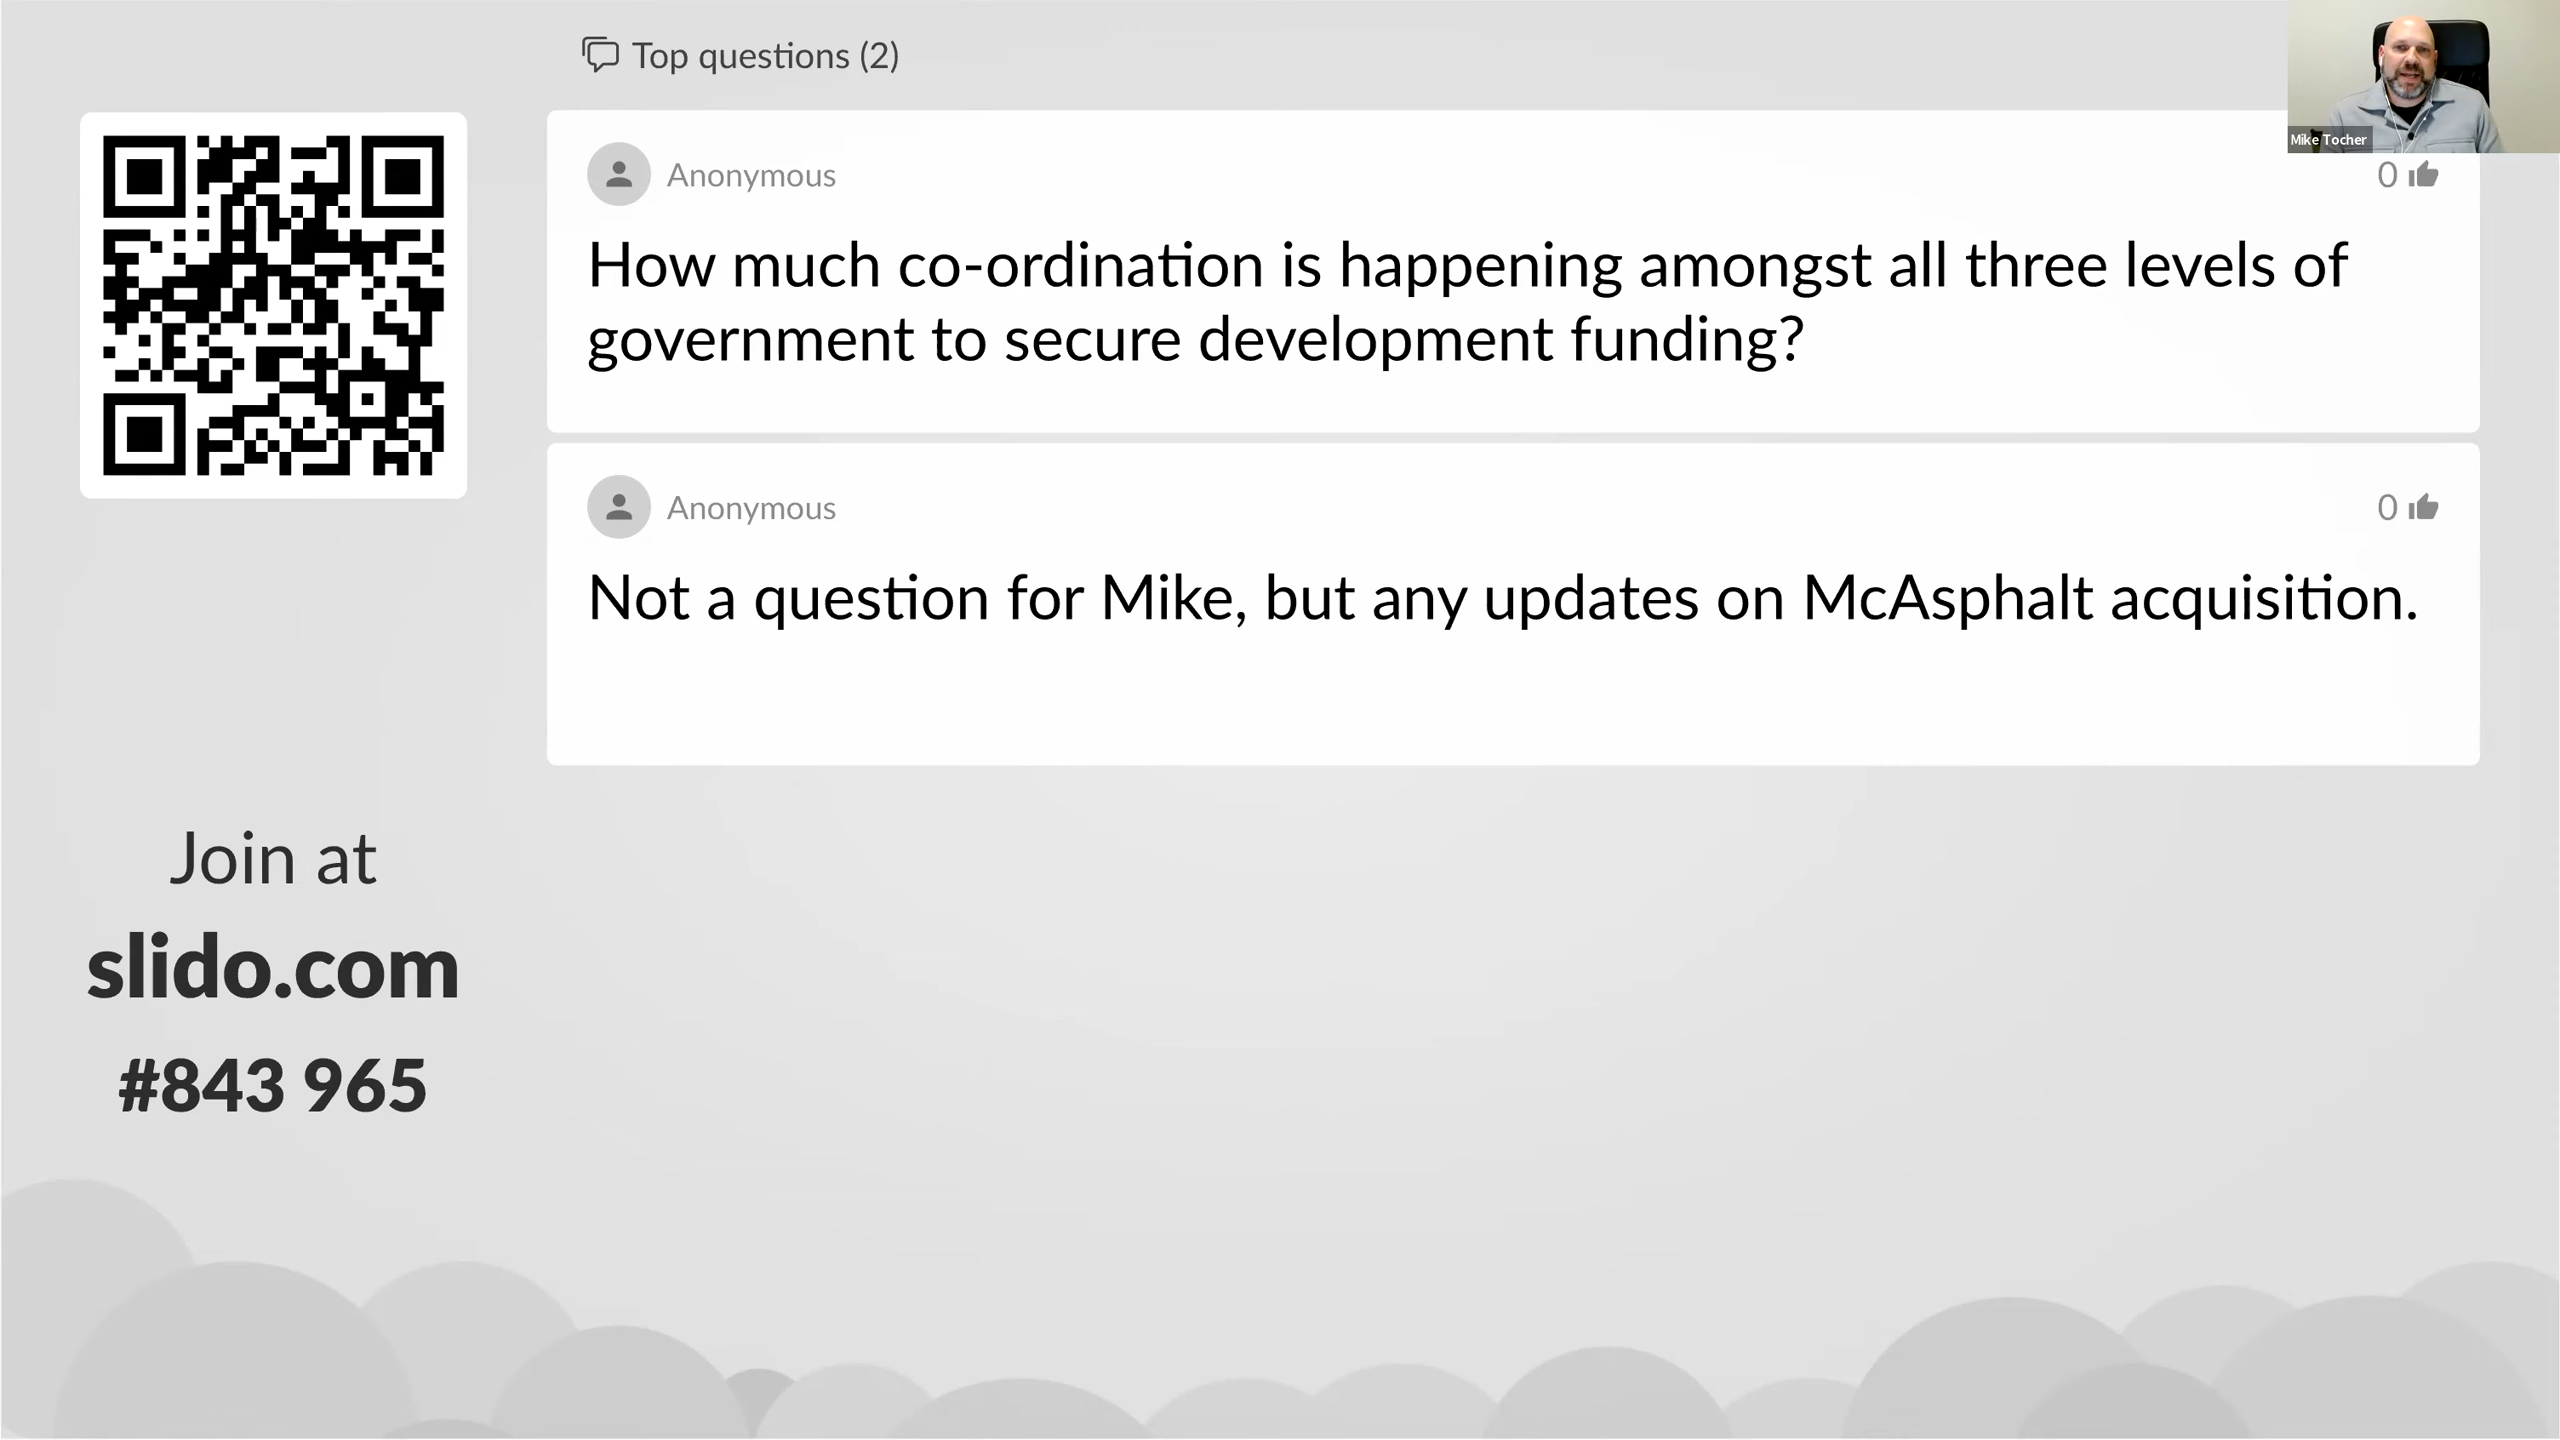 Top questions (2)
Mike Tocher
Anonymous
0
How much co-ordination is happening amongst all three levels of
government to secure development funding?
Anonymous
0
Not a question for Mike, but any updates on McAsphalt acquisition.
Join at
slido.com
#843 965